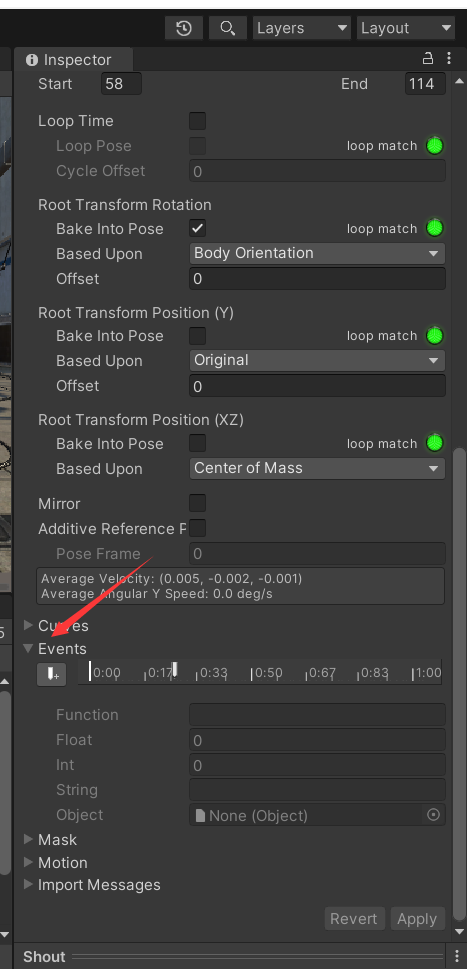 Layers
Layout
Inspector
Start 58 End 114
Loop Time
Loop Pose loop match
Cycle Offset 0
Root Transform Rotation
Bake Into Pose loop match
Based Upon Body Orientation
Offset 0
Root Transform Position (Y)
Bake Into Pose loop match
Based Upon Original
Offset 0
Root Transform Position (XZ)
Bake Into Pose loop match
Based Upon Center of Mass
Mirror
Additive Reference P
Pose Frame 0
Average Velocity: (0.005, -0.002, -0.001)
Average Angular Y Speed: 0.0 deg/s
Curves
5
Events
0:00 0:17 0:33 0:50 0:67 0:83 1:00
Function
Float 0
Int 0
String
Object None (Object)
Mask
Motion
Import Messages
Revert Apply
Shout